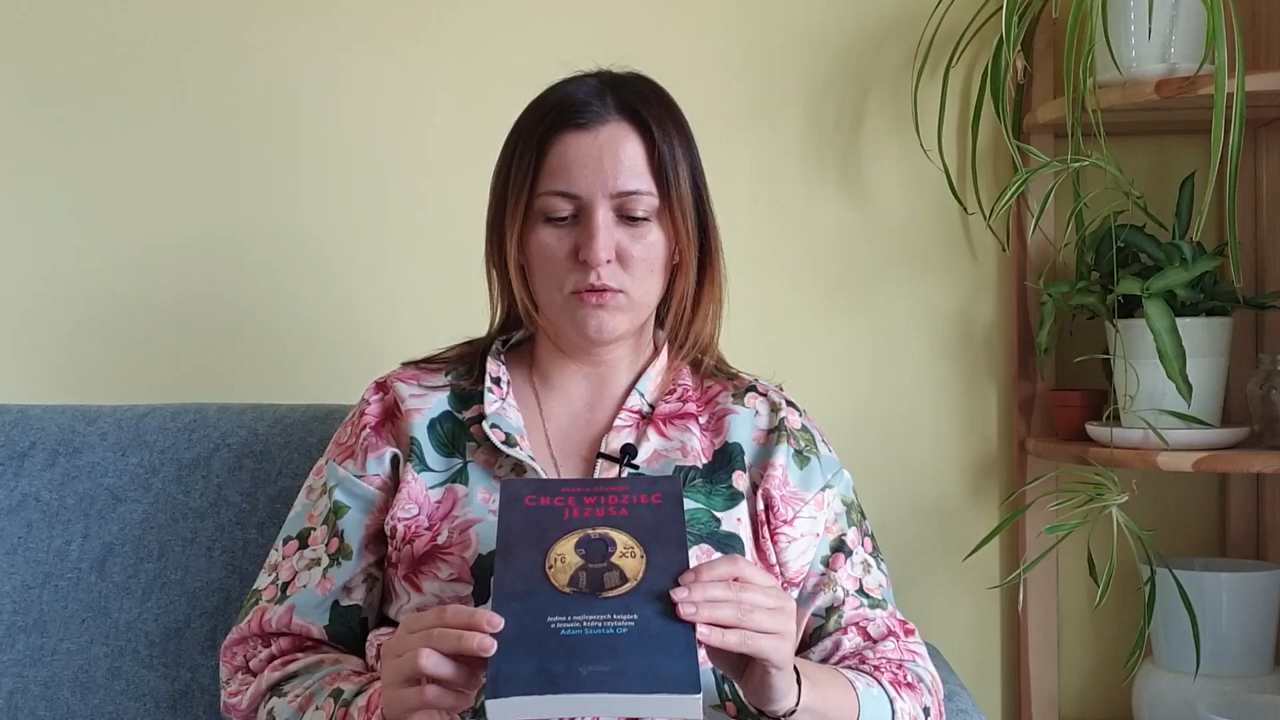 CHCĘ WIDZIEĆ
JEZUSA
Jedna z najlepszych książek
o Jezusie, którą czytałem
Adam Szustak OP